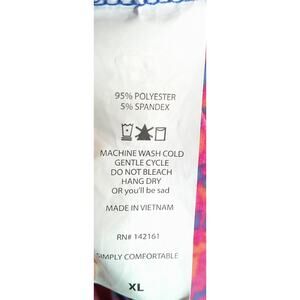 95% POLYESTER
5% SPANDEX
MACHINE WASH COLD
GENTLE CYCLE
DO NOT BLEACH
HANG DRY
OR you'll be sad
MADE IN VIETNAM
RN# 142161
SIMPLY COMFORTABLE
XL